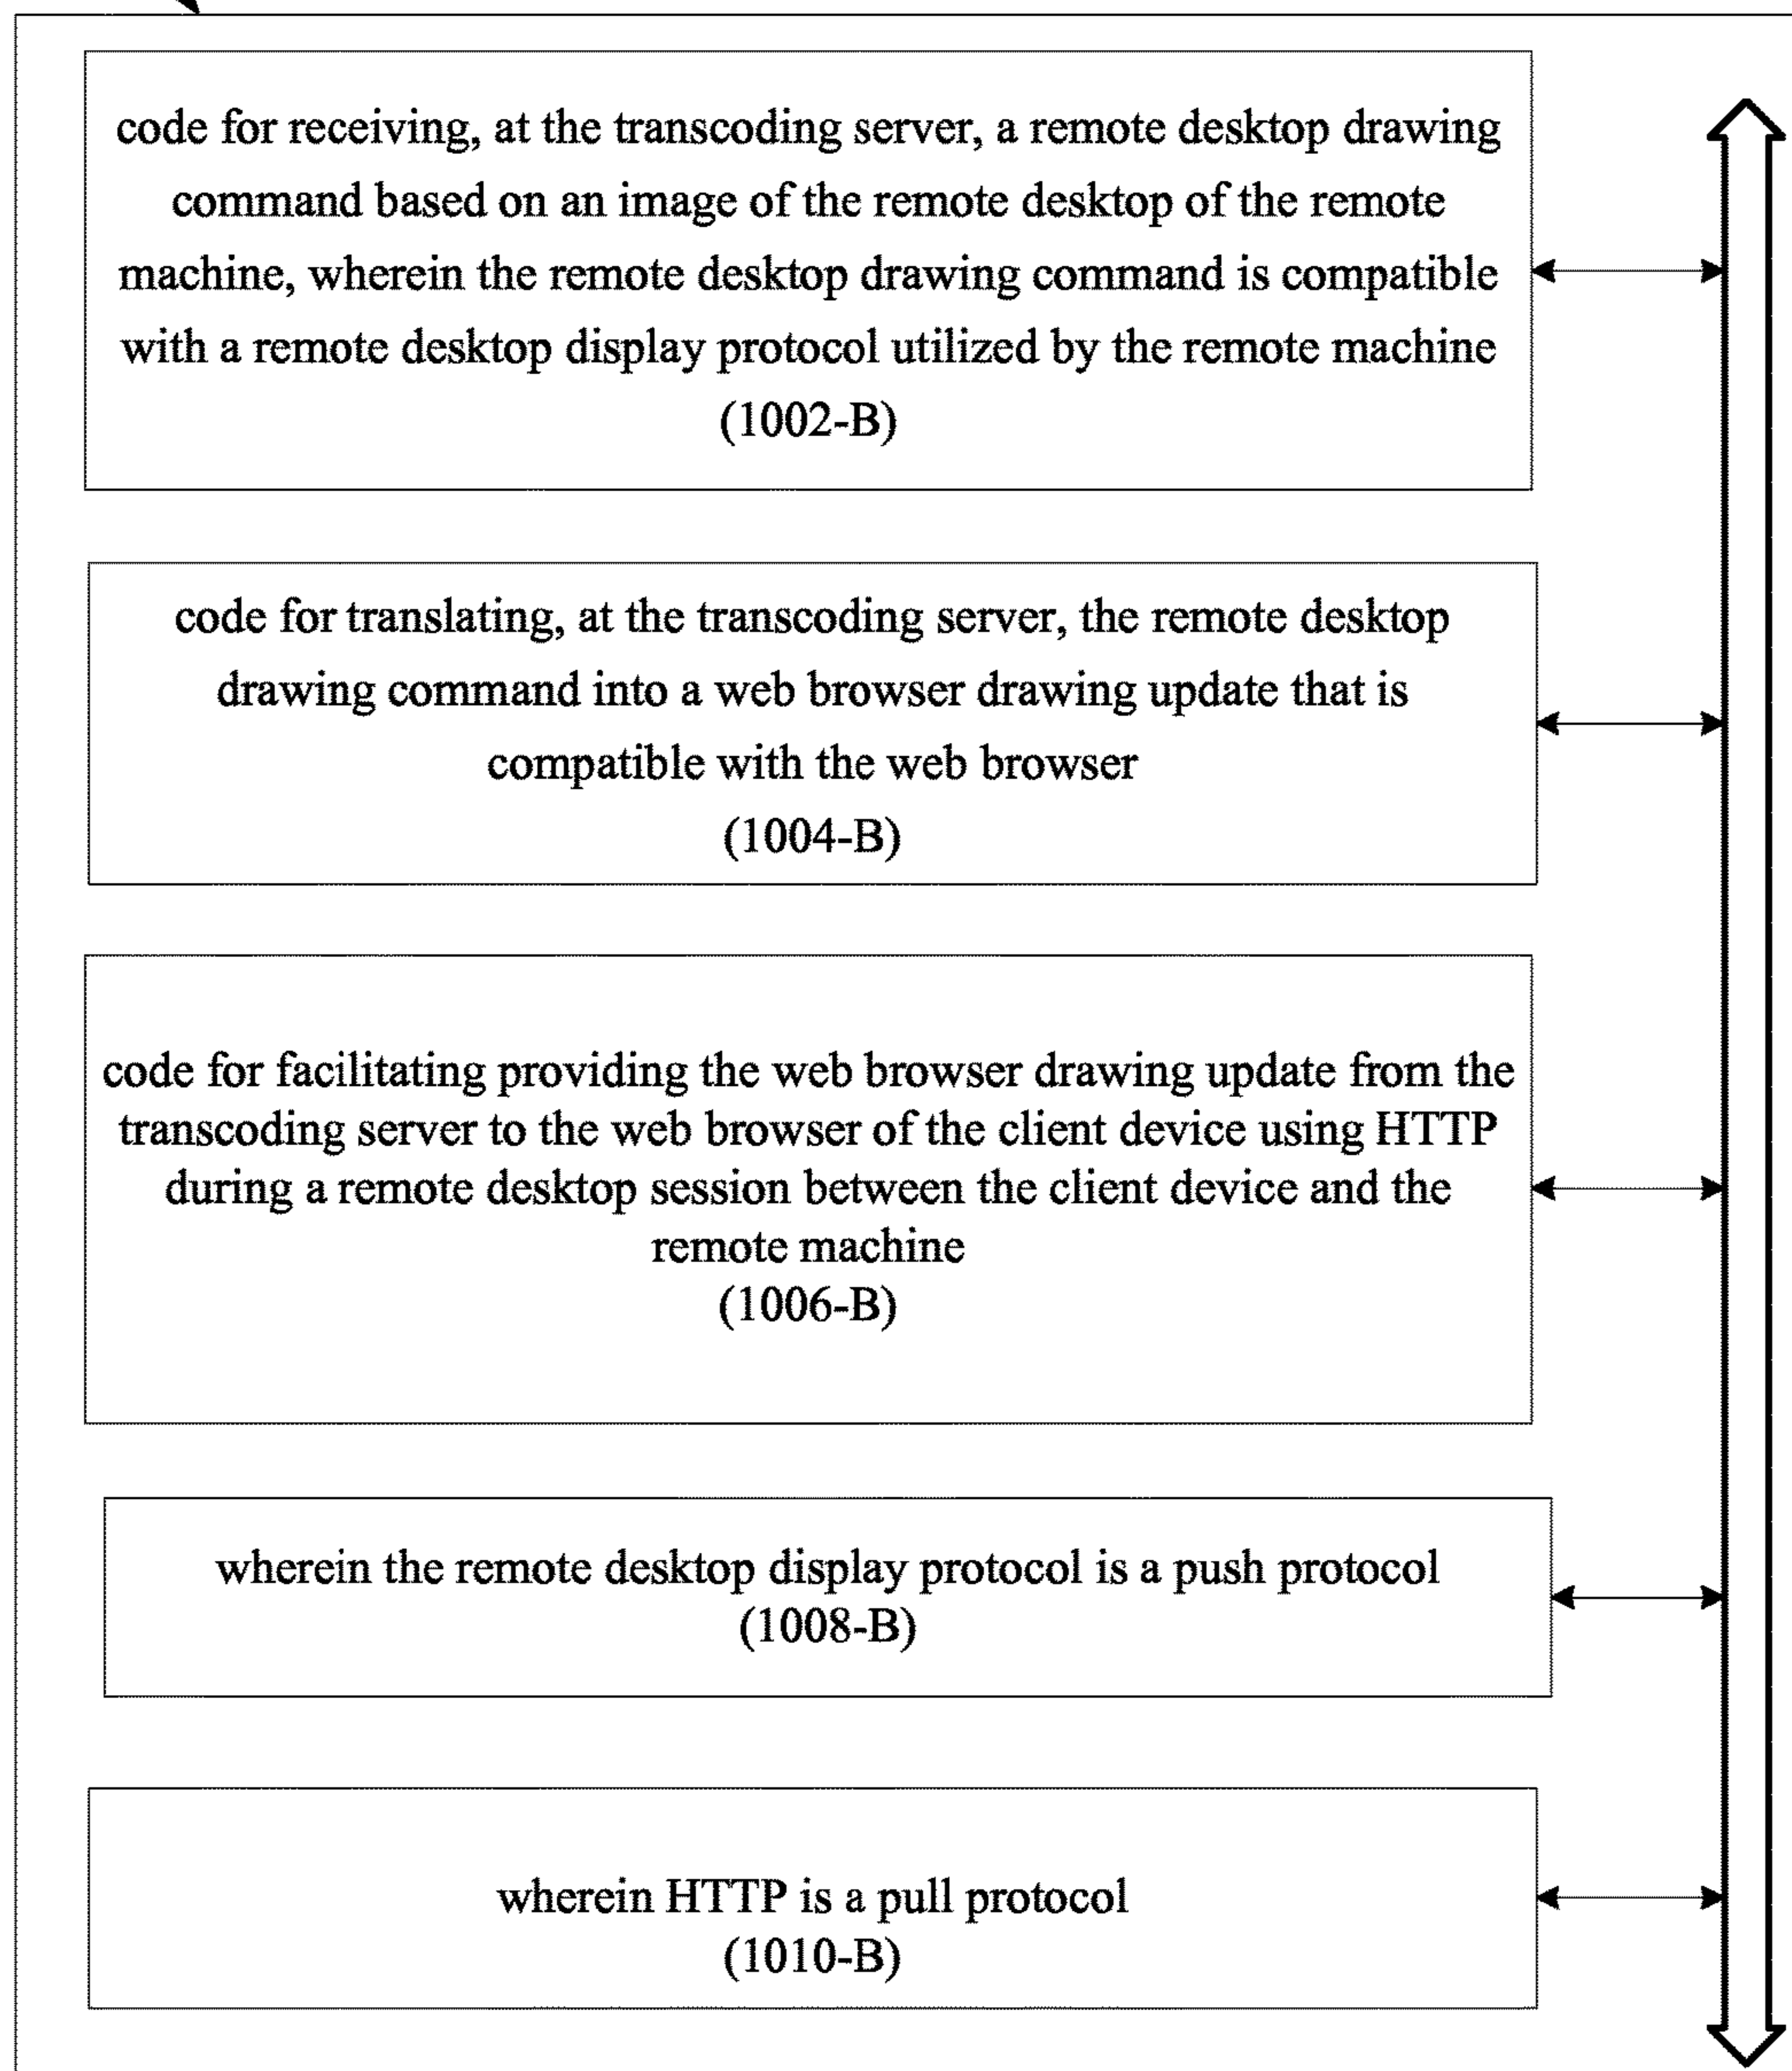 code for receiving, at the transcoding server, a remote desktop drawing
command based on an image of the remote desktop of the remote
machine, wherein the remote desktop drawing command is compatible
with a remote desktop display protocol utilized by the remote machine
(1002-B)
code for translating, at the transcoding server, the remote desktop
drawing command into a web browser drawing update that is
compatible with the web browser
(1004-B)
code for facilitating providing the web browser drawing update from the
transcoding server to the web browser of the client device using HTTP
during a remote desktop session between the client device and the
remote machine
(1006-B)
wherein the remote desktop display protocol is a push protocol
(1008-B)
wherein HTTP is a pull protocol
(1010-B)